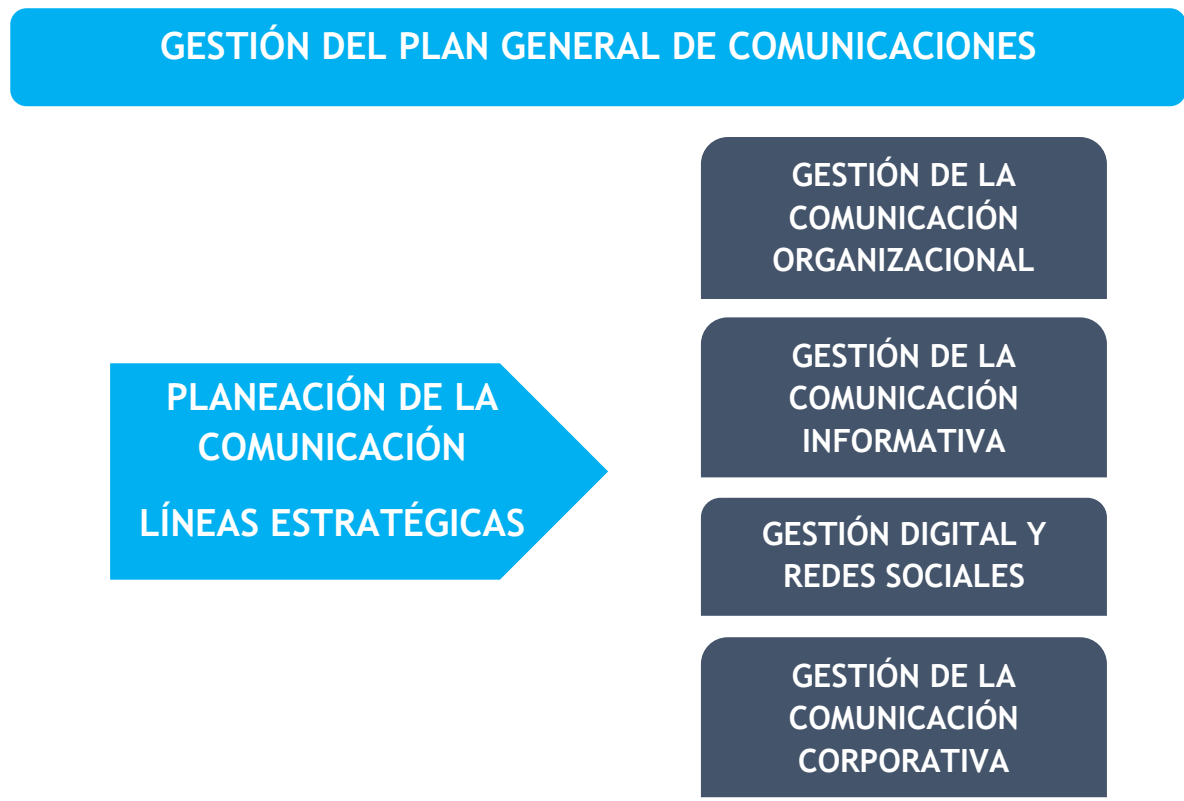 GESTIÓN DEL PLAN GENERAL DE COMUNICACIONES
PLANEACIÓN DE LA
COMUNICACIÓN
LÍNEAS ESTRATÉGICAS
GESTIÓN DE LA
COMUNICACIÓN
ORGANIZACIONAL
GESTIÓN DE LA
COMUNICACIÓN
INFORMATIVA
GESTIÓN DIGITAL Y
REDES SOCIALES
GESTIÓN DE LA
COMUNICACIÓN
CORPORATIVA